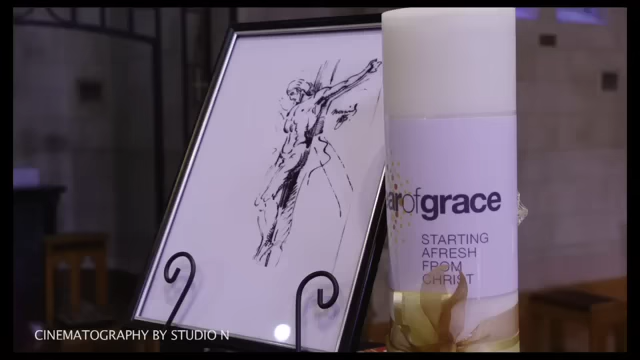 arofgrace
STARTING
AFRESH
FROM
CHRIST
CINEMATOGRAPHY BY STUDIO N